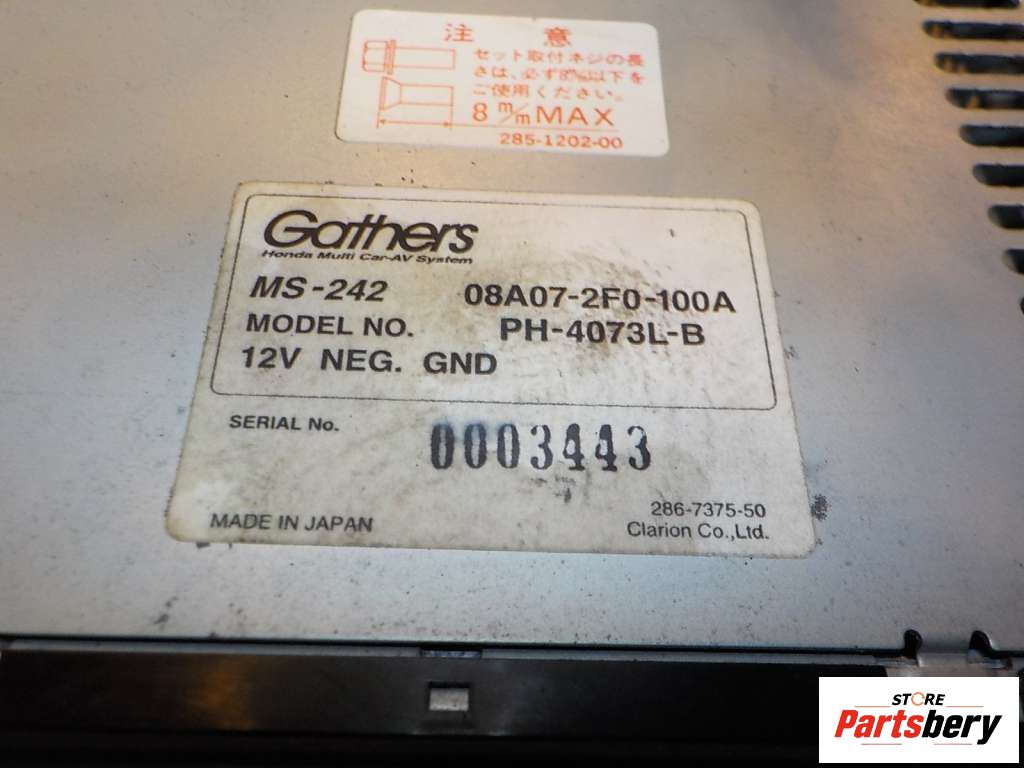 注 意
セット取付ネジの長
さは、必ず8m/m以下を
ご使用ください。
8 m/m MAX
285-1202-00
Gathers
Honda Multi Car-AV System
MS-242 08A07-2F0-100A
MODEL NO. PH-4073L-B
12V NEG. GND
SERIAL No. 0003443
286-7375-50
MADE IN JAPAN Clarion Co.,Ltd.
STORE
Partsbery